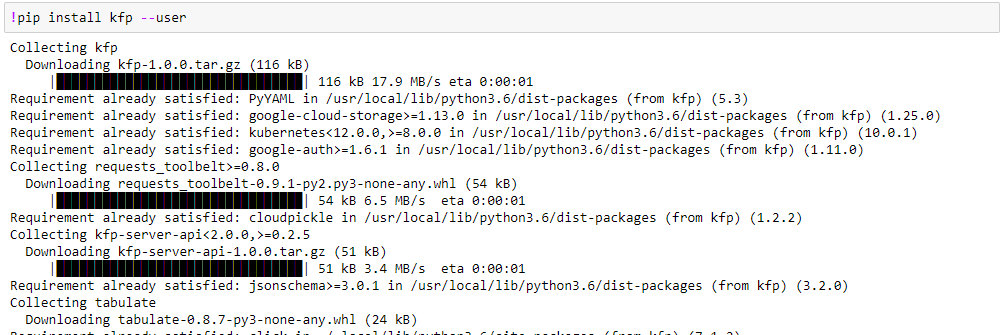 !pip install kfp --user
Collecting kfp
Downloading kfp-1.0.0.tar.gz (116 kB)
|████████████████████████████████| 116 kB 17.9 MB/s eta 0:00:01
Requirement already satisfied: PyYAML in /usr/local/lib/python3.6/dist-packages (from kfp) (5.3)
Requirement already satisfied: google-cloud-storage>=1.13.0 in /usr/local/lib/python3.6/dist-packages (from kfp) (1.25.0)
Requirement already satisfied: kubernetes<12.0.0,>=8.0.0 in /usr/local/lib/python3.6/dist-packages (from kfp) (10.0.1)
Requirement already satisfied: google-auth>=1.6.1 in /usr/local/lib/python3.6/dist-packages (from kfp) (1.11.0)
Collecting requests_toolbelt>=0.8.0
Downloading requests_toolbelt-0.9.1-py2.py3-none-any.whl (54 kB)
|████████████████████████████████| 54 kB 6.5 MB/s eta 0:00:01
Requirement already satisfied: cloudpickle in /usr/local/lib/python3.6/dist-packages (from kfp) (1.2.2)
Collecting kfp-server-api<2.0.0,>=0.2.5
Downloading kfp-server-api-1.0.0.tar.gz (51 kB)
|████████████████████████████████| 51 kB 3.4 MB/s eta 0:00:01
Requirement already satisfied: jsonschema>=3.0.1 in /usr/local/lib/python3.6/dist-packages (from kfp) (3.2.0)
Collecting tabulate
Downloading tabulate-0.8.7-py3-none-any.whl (24 kB)